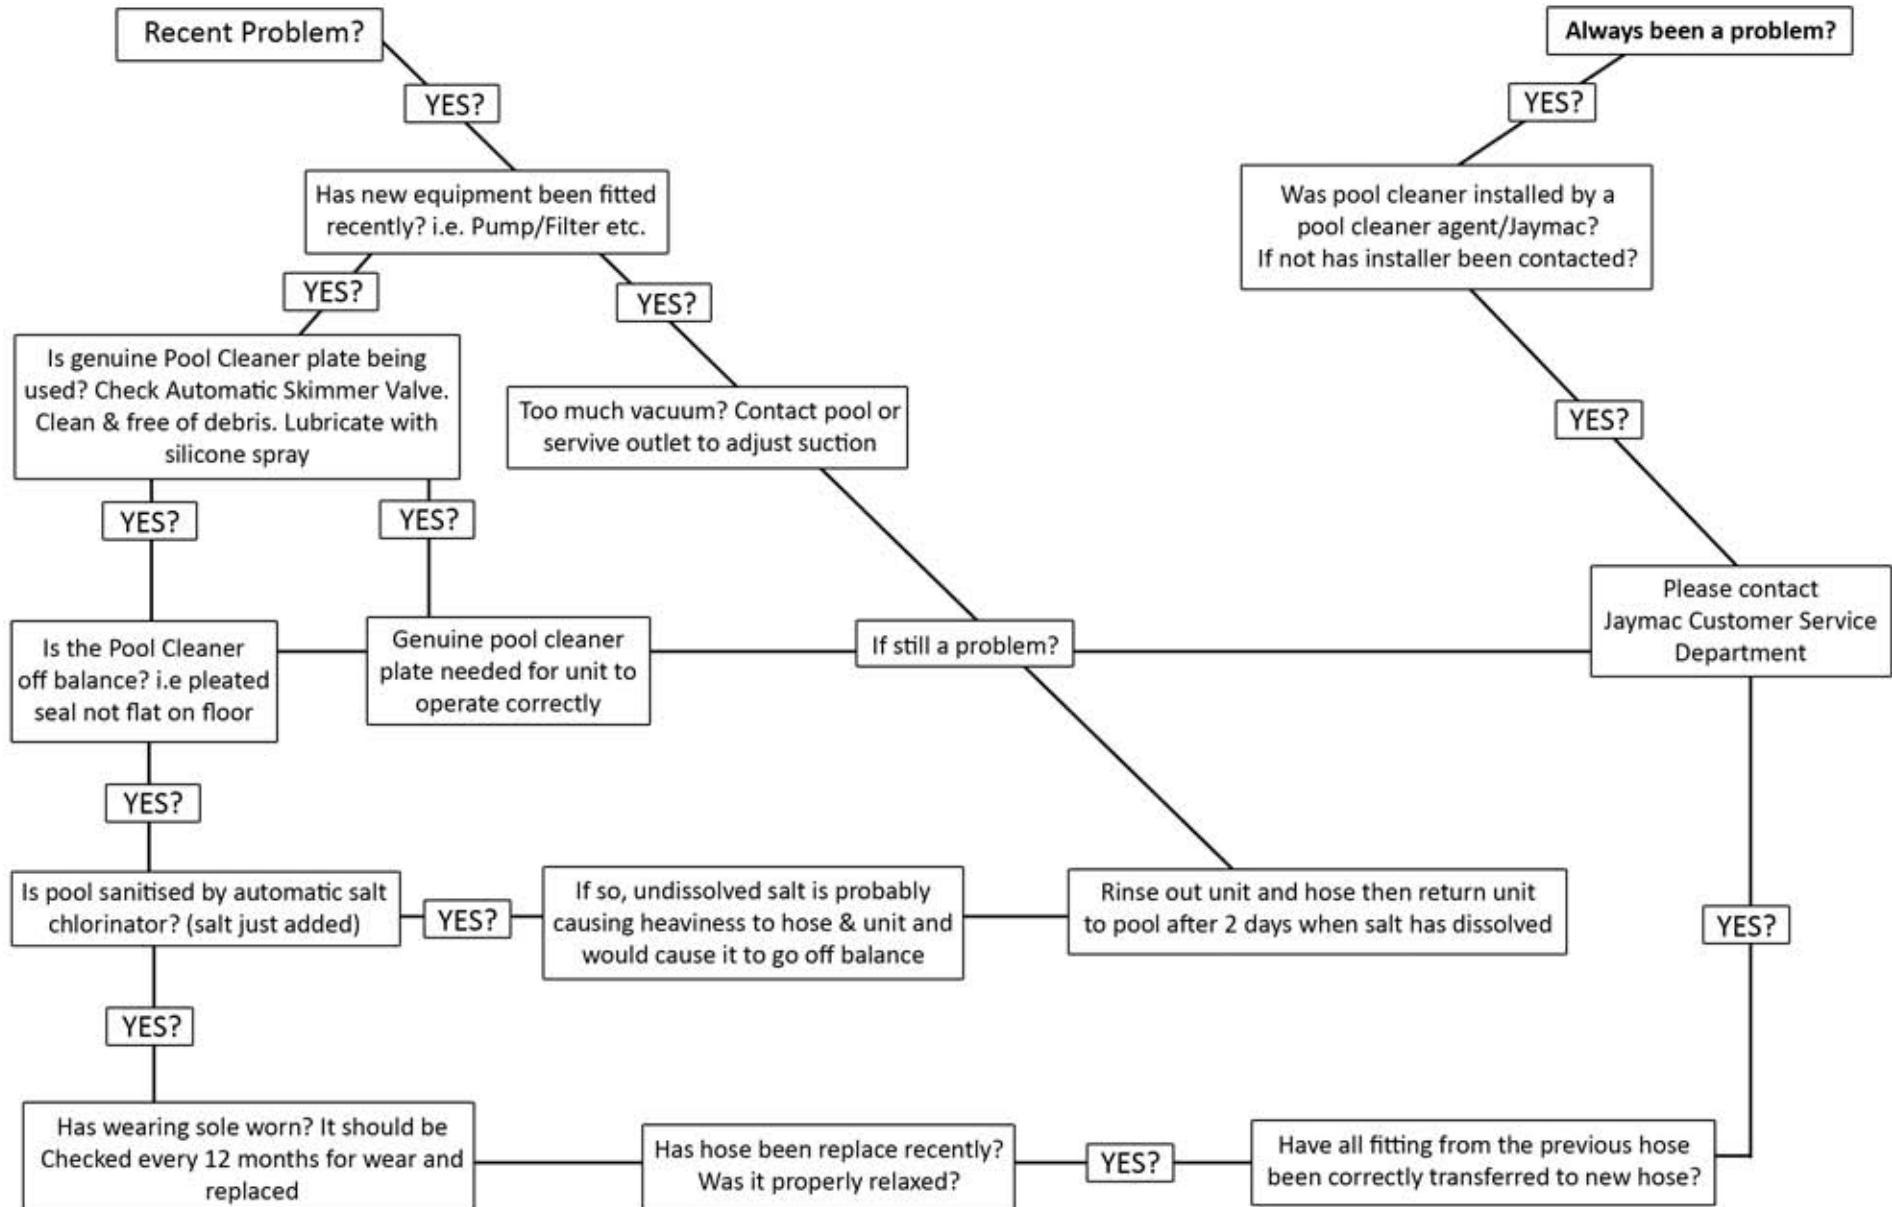 Recent Problem?
Always been a problem?
YES?
YES?
Has new equipment been fitted
recently? i.e. Pump/Filter etc.
Was pool cleaner installed by a
pool cleaner agent/Jaymac?
If not has installer been contacted?
YES?
YES?
Is genuine Pool Cleaner plate being
used? Check Automatic Skimmer Valve.
Clean & free of debris. Lubricate with
silicone spray
Too much vacuum? Contact pool or
servive outlet to adjust suction
YES?
YES?
YES?
Is the Pool Cleaner
off balance? i.e pleated
seal not flat on floor
Genuine pool cleaner
plate needed for unit to
operate correctly
If still a problem?
Please contact
Jaymac Customer Service
Department
YES?
Is pool sanitised by automatic salt
chlorinator? (salt just added)
YES?
If so, undissolved salt is probably
causing heaviness to hose & unit and
would cause it to go off balance
Rinse out unit and hose then return unit
to pool after 2 days when salt has dissolved
YES?
YES?
Has wearing sole worn? It should be
Checked every 12 months for wear and
replaced
Has hose been replace recently?
Was it properly relaxed?
YES?
Have all fitting from the previous hose
been correctly transferred to new hose?